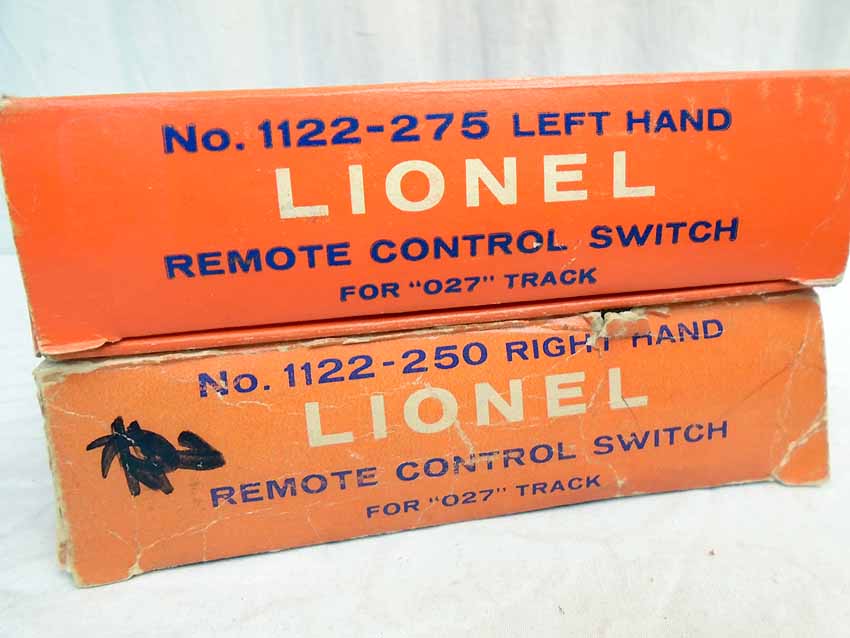 No. 1122-275 LEFT HAND
LIONEL
REMOTE CONTROL SWITCH
FOR "027" TRACK
No. 1122-250 RIGHT HAND
LIONEL
REMOTE CONTROL SWITCH
FOR "027" TRACK